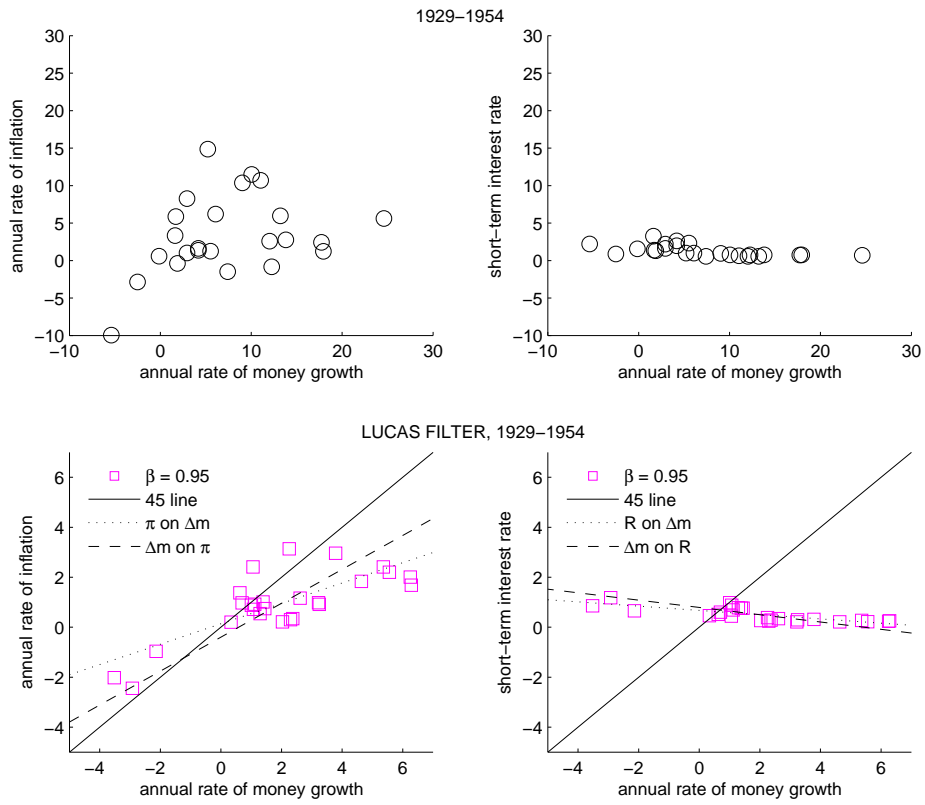 1929−1954
30
25
20
15
10
5
0
−5
−10
−10 0 10 20 30
annual rate of money growth
annual rate of inflation
30
25
20
15
10
5
0
−5
−10
−10 0 10 20 30
annual rate of money growth
short−term interest rate
LUCAS FILTER, 1929−1954
β = 0.95
45 line
π on Δm
Δm on π
6
4
2
0
−2
−4
−4 −2 0 2 4 6
annual rate of money growth
annual rate of inflation
β = 0.95
45 line
R on Δm
Δm on R
6
4
2
0
−2
−4
−4 −2 0 2 4 6
annual rate of money growth
short−term interest rate